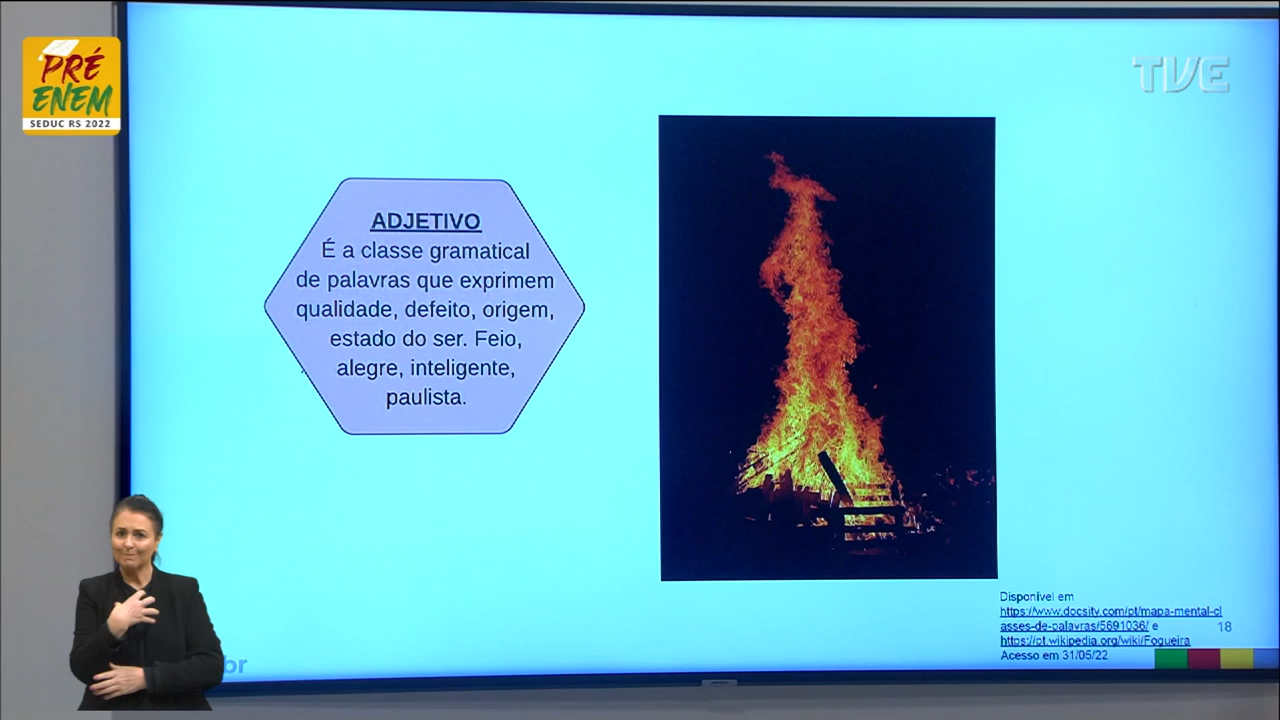 PRÉ
ENEM
SEDUC RS 2022
TVE
ADJETIVO
É a classe gramatical
de palavras que exprimem
qualidade, defeito, origem,
estado do ser. Feio,
alegre, inteligente,
paulista.
Disponível em
https://www.docsity.com/pt/mapa-mental-cl
asses-de-palavras/5691036/ e
18
https://pt.wikipedia.org/wiki/Fogueira
Acesso em 31/05/22
br